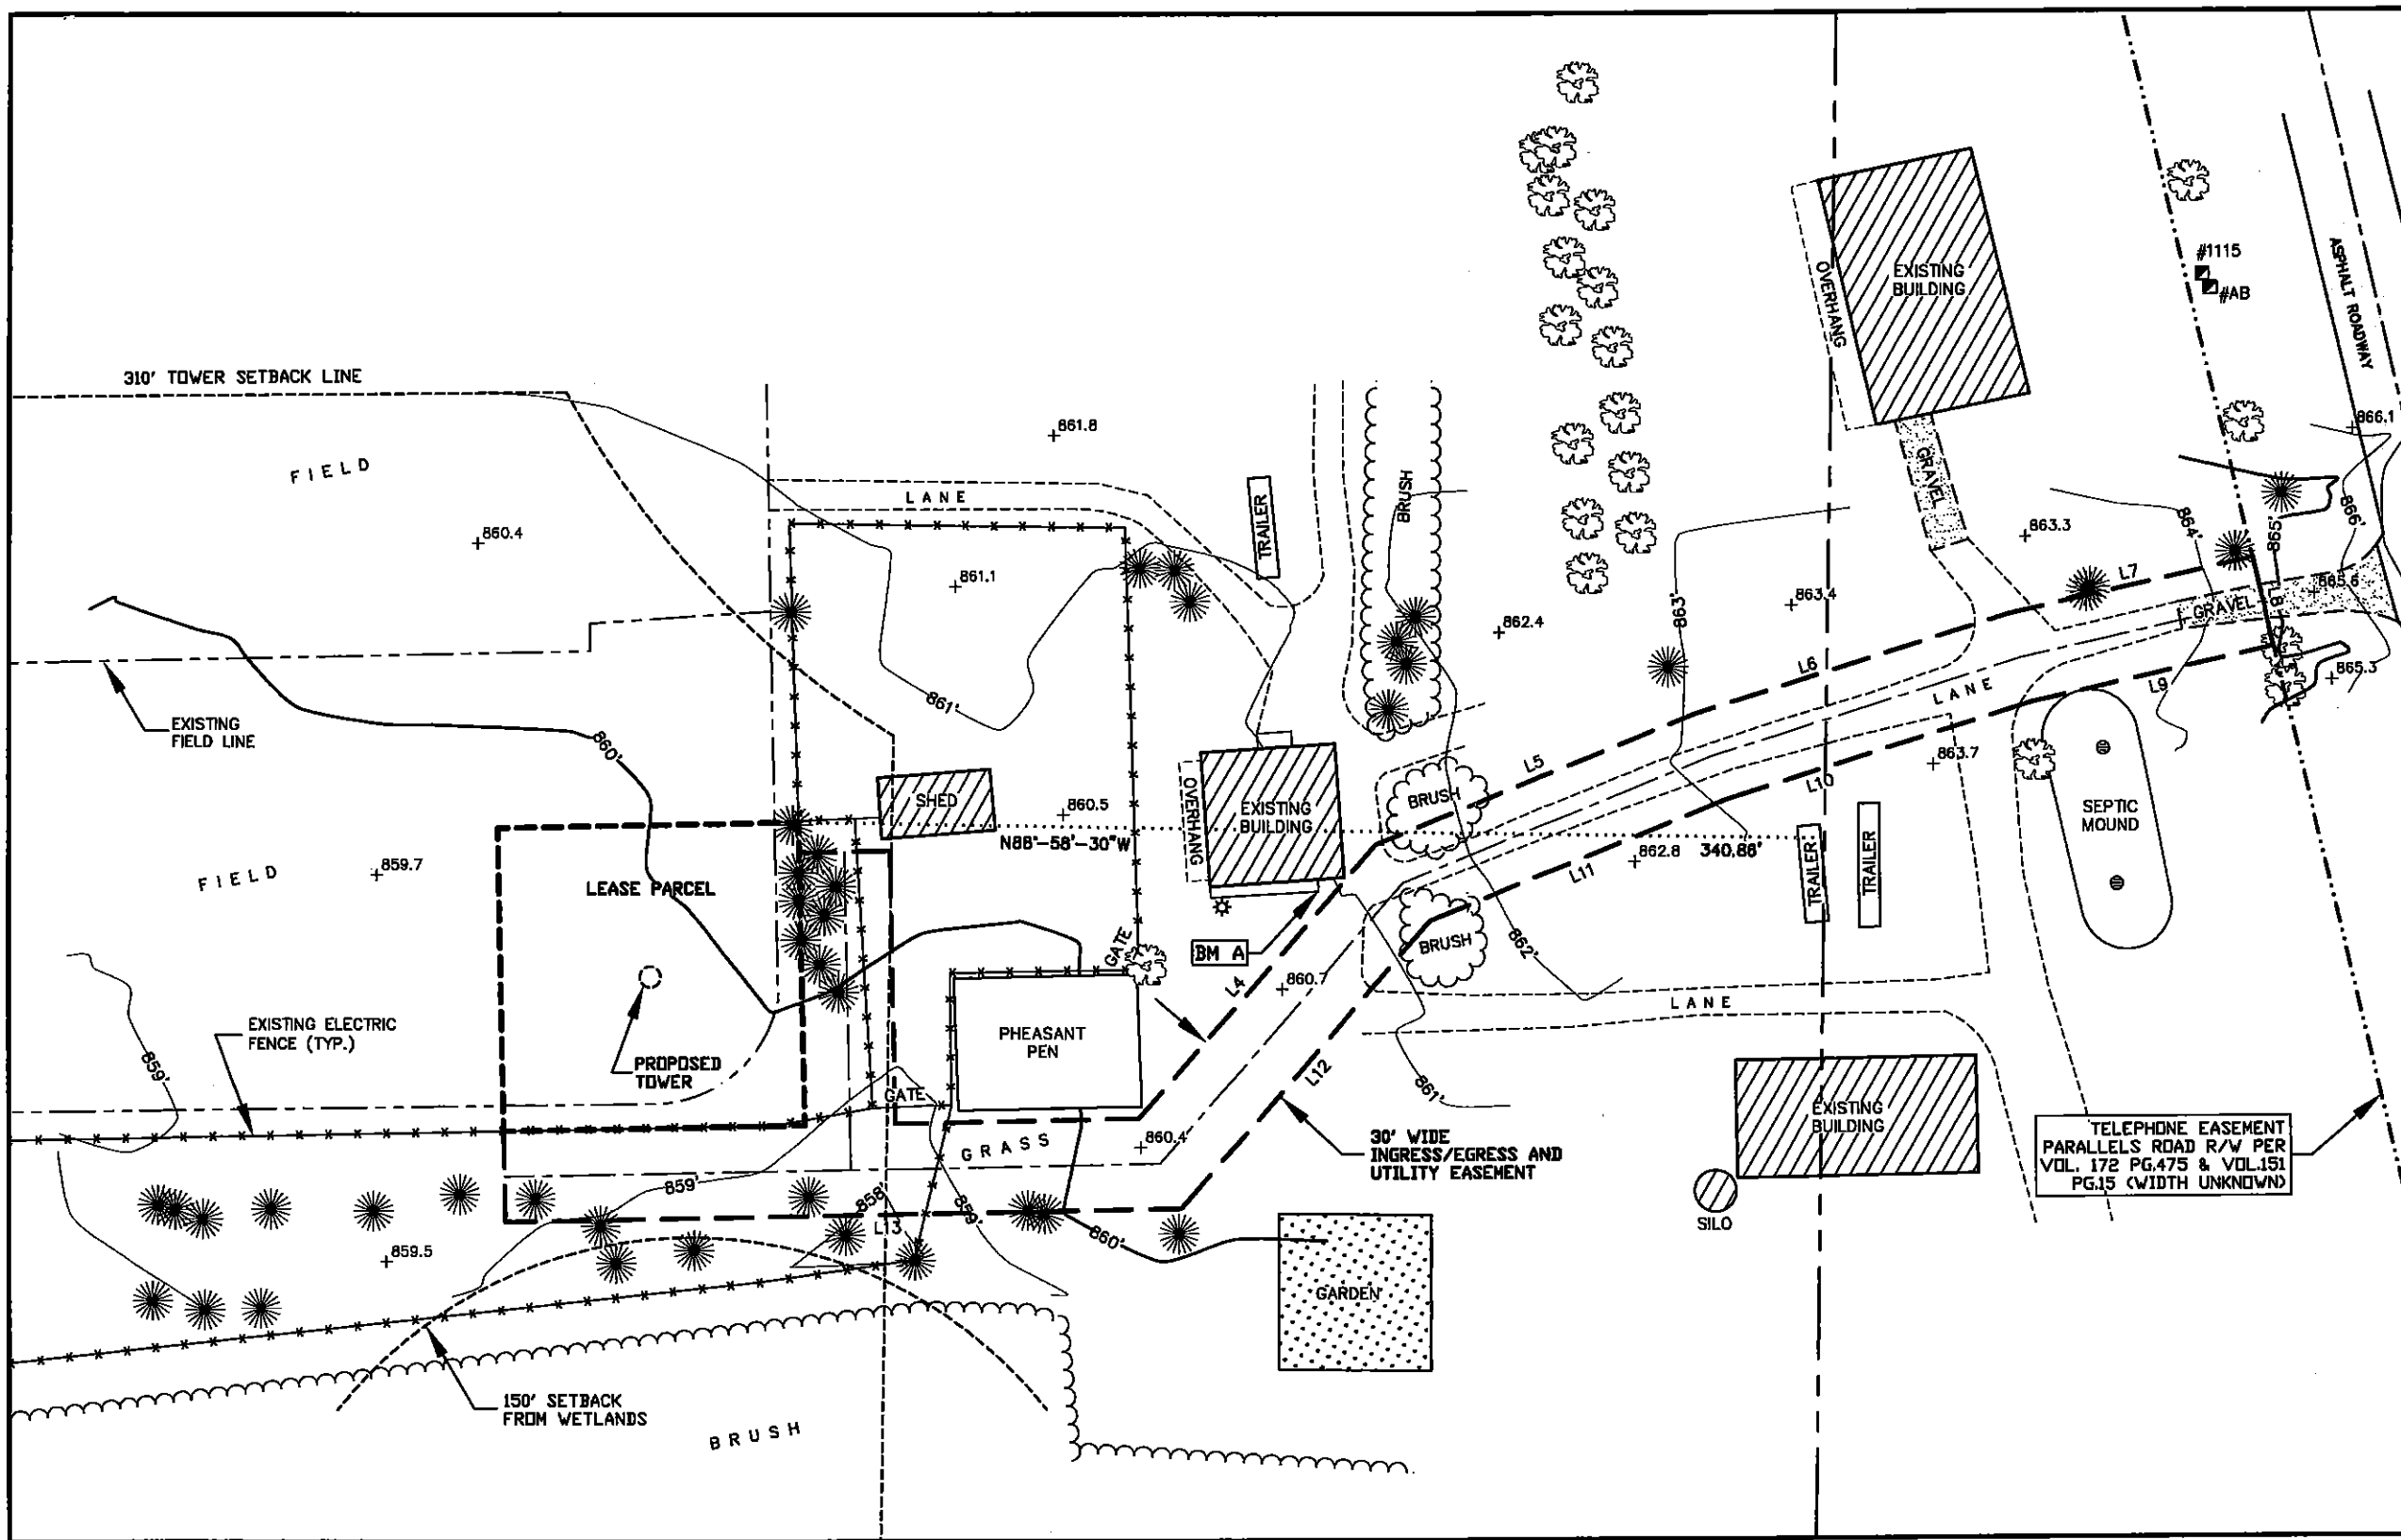 #1115
#AB
ASPHALT ROADWAY
EXISTING
BUILDING
OVERHANG
310' TOWER SETBACK LINE
866.1
861.8
FIELD
GRAVEL
LANE
TRAILER
BRUSH
864'
866'
865'
863.3
860.4
861.1
L7
865.6
863.4
863'
GRAVEL
L8
862.4
L6
865.3
L9
LANE
861'
EXISTING
FIELD LINE
860'
L5
863.7
L10
SHED
860.5
OVERHANG
EXISTING
BUILDING
BRUSH
SEPTIC
MOUND
N88°-58'-30"W
340.86'
862.8
TRAILER
TRAILER
L11
859.7
FIELD
LEASE PARCEL
GATE
BM A
BRUSH
862'
L4
860.7
LANE
EXISTING ELECTRIC
FENCE (TYP.)
859'
PROPOSED
TOWER
PHEASANT
PEN
GATE
L12
861'
EXISTING
BUILDING
TELEPHONE EASEMENT
PARALLELS ROAD R/W PER
VOL. 172 PG.475 & VOL.151
PG.15 (WIDTH UNKNOWN)
GRASS
860.4
30' WIDE
INGRESS/EGRESS AND
UTILITY EASEMENT
859'
858'
L13
859'
860'
SILO
859.5
GARDEN
150' SETBACK
FROM WETLANDS
BRUSH